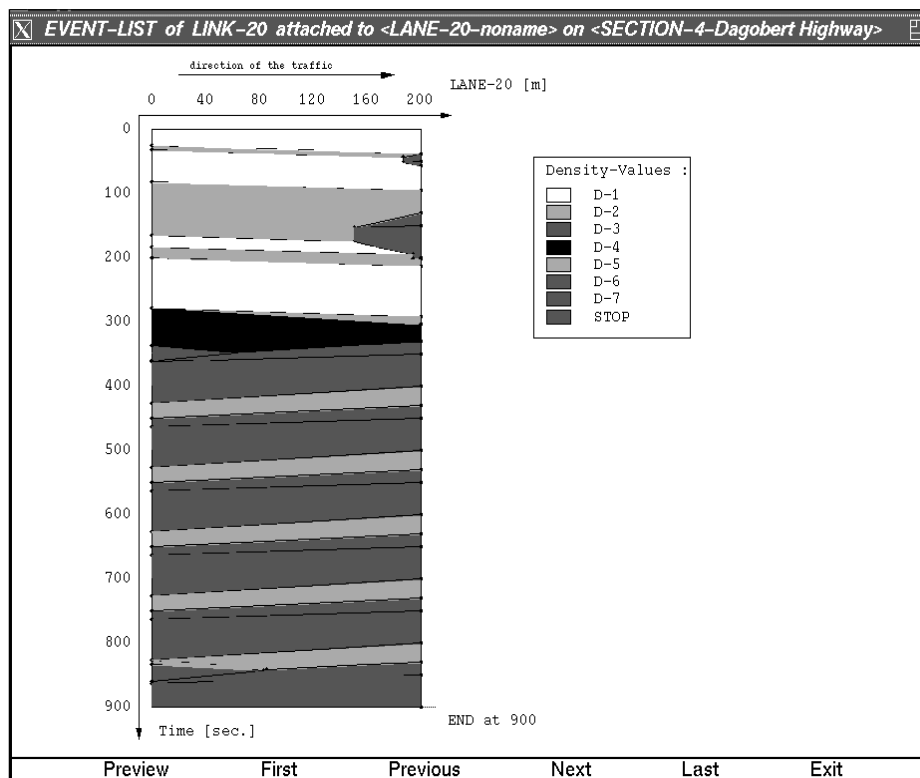 X EVENT-LIST of LINK-20 attached to <LANE-20-noname> on <SECTION-4-Dagobert Highway>
direction of the traffic
LANE-20 [m]
0 40 80 120 160 200
0
100
200
300
400
500
600
700
800
900
Density-Values :
D-1
D-2
D-3
D-4
D-5
D-6
D-7
STOP
END at 900
Time [sec.]
Preview First Previous Next Last Exit